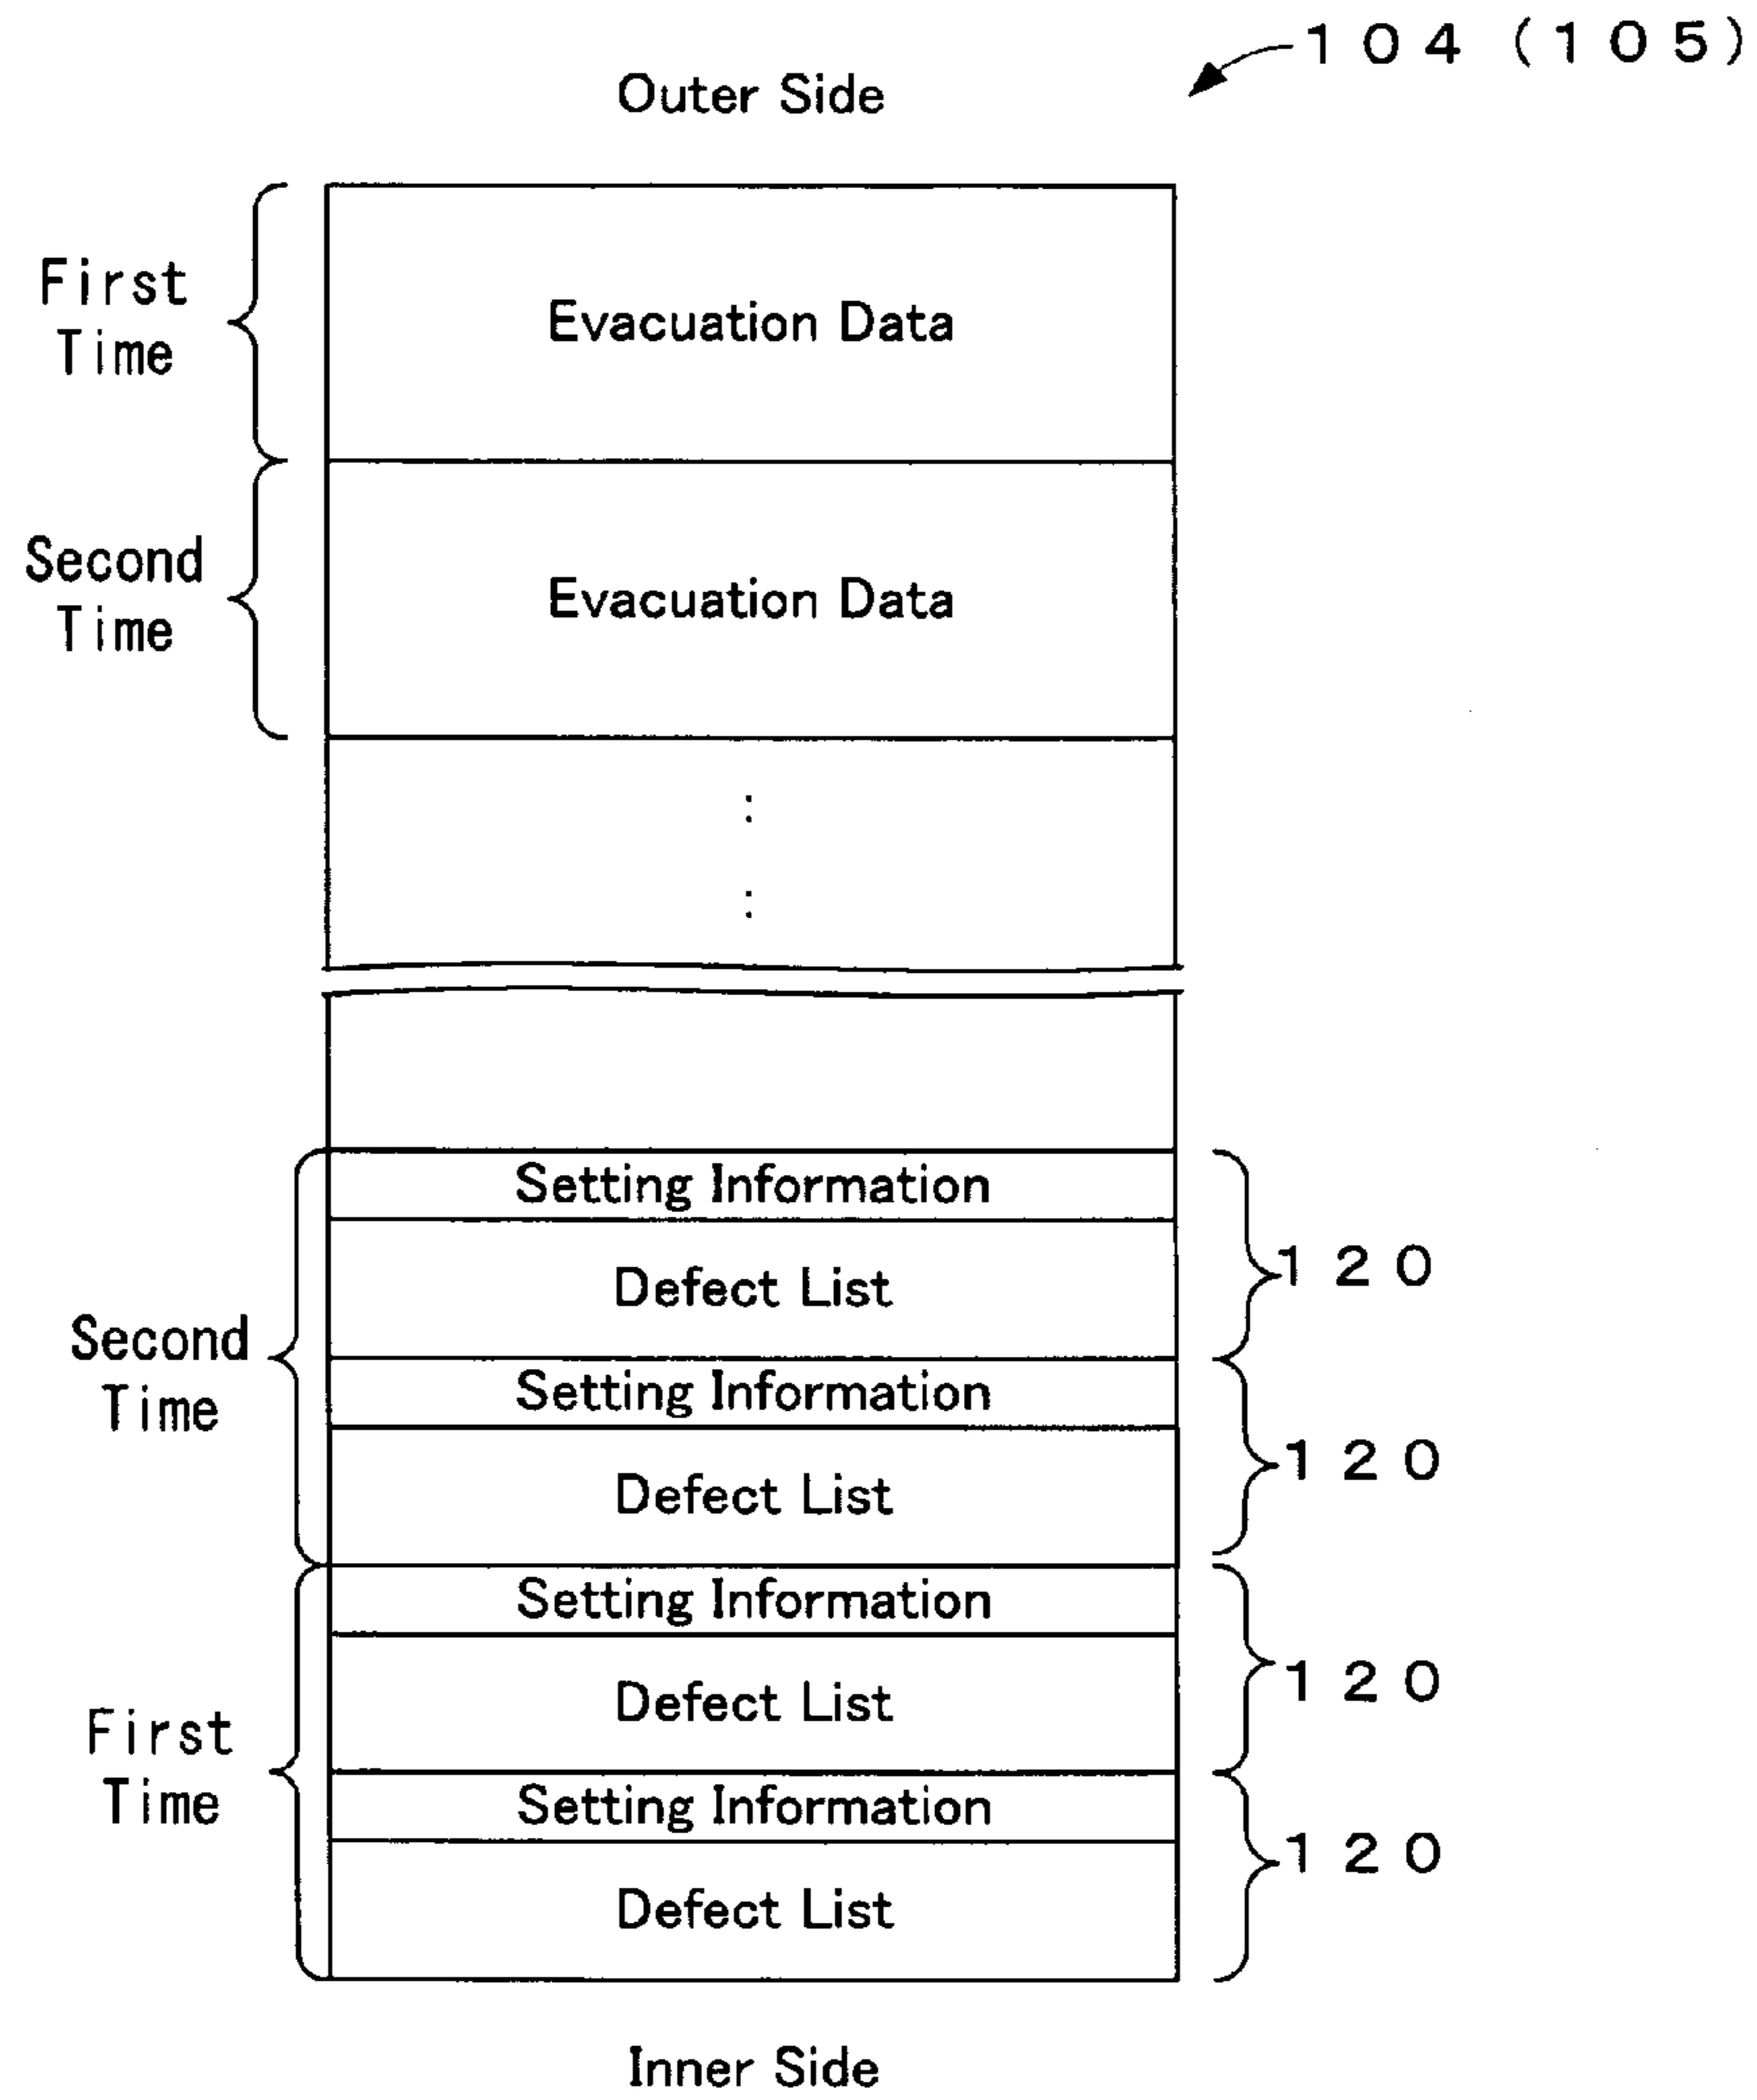 104 (105)
Outer Side
First
Time
Evacuation Data
Second
Time
Evacuation Data
:
:
Setting Information
Defect List
120
Second
Time
Setting Information
Defect List
120
Setting Information
Defect List
120
First
Time
Setting Information
Defect List
120
Inner Side